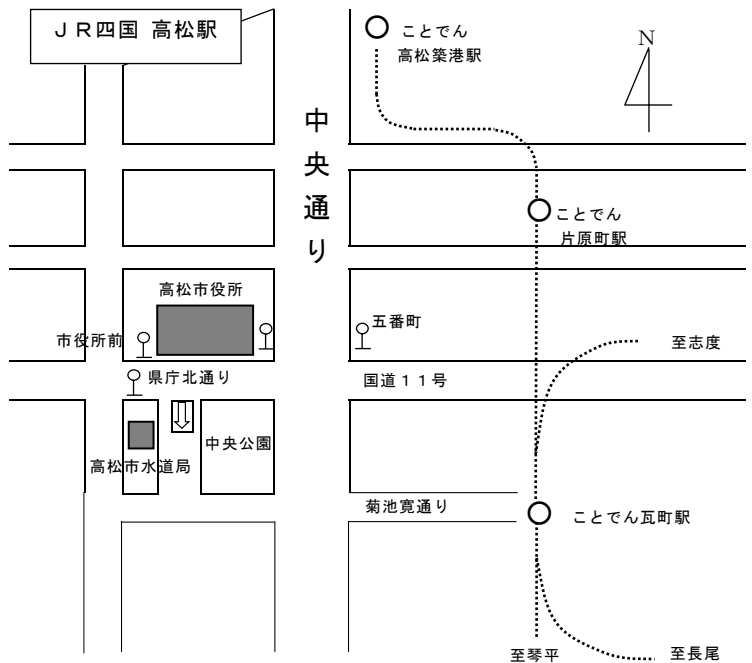 ＪＲ四国 高松駅
ことでん
高松築港駅
N
中央通り
ことでん
片原町駅
高松市役所
市役所前
五番町
至志度
県庁北通り
国道１１号
中央公園
高松市水道局
菊池寛通り
ことでん瓦町駅
至琴平
至長尾